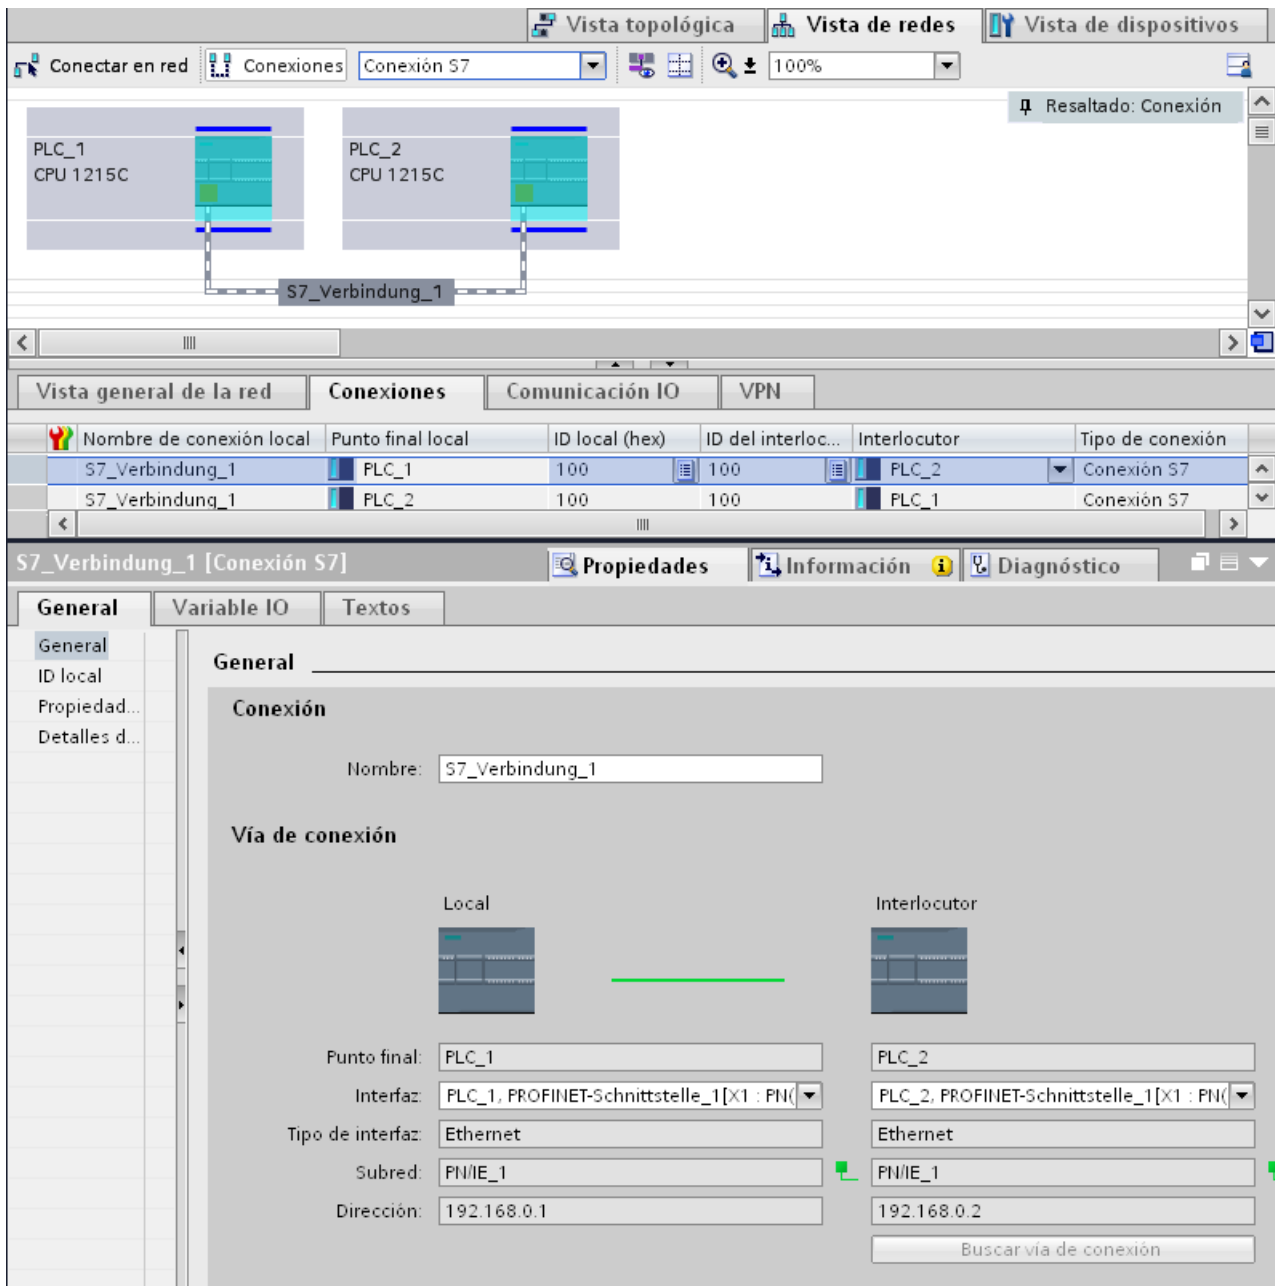 Vista topológica Vista de redes Vista de dispositivos
Conectar en red Conexiones Conexión S7 100%
Resaltado: Conexión
PLC_1 PLC_2
CPU 1215C CPU 1215C
S7_Verbindung_1
Vista general de la red Conexiones Comunicación IO VPN
Nombre de conexión local Punto final local ID local (hex) ID del interloc... Interlocutor Tipo de conexión
S7_Verbindung_1 PLC_1 100 100 PLC_2 Conexión S7
S7_Verbindung_1 PLC_2 100 100 PLC_1 Conexión S7
S7_Verbindung_1 [Conexión S7] Propiedades Información Diagnóstico
General Variable IO Textos
General
ID local
Propiedad...
Detalles d...
General
Conexión
Nombre: S7_Verbindung_1
Vía de conexión
Local Interlocutor
Punto final: PLC_1 PLC_2
Interfaz: PLC_1, PROFINET-Schnittstelle_1[X1 : PN( PLC_2, PROFINET-Schnittstelle_1[X1 : PN(
Tipo de interfaz: Ethernet Ethernet
Subred: PN/IE_1 PN/IE_1
Dirección: 192.168.0.1 192.168.0.2
Buscar vía de conexión